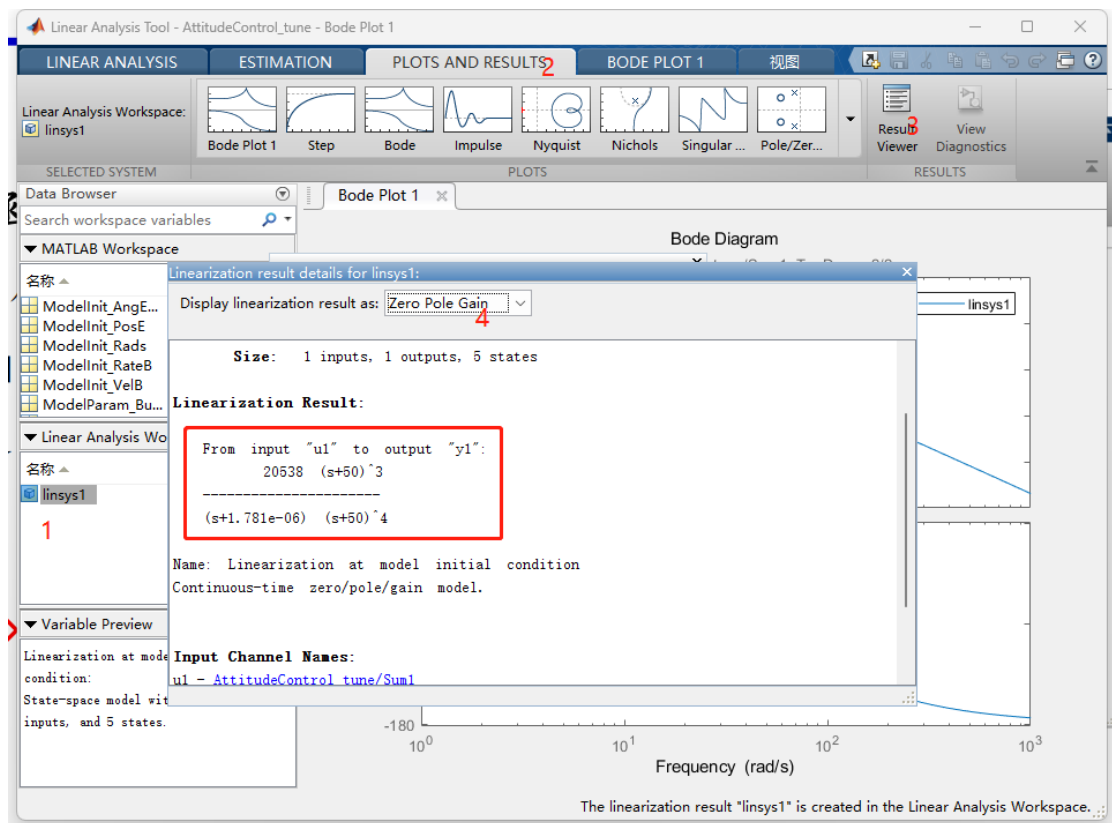 Linear Analysis Tool - AttitudeControl_tune - Bode Plot 1
LINEAR ANALYSIS ESTIMATION PLOTS AND RESULTS BODE PLOT 1 视图
2
Linear Analysis Workspace:
linsys1
Bode Plot 1 Step Bode Impulse Nyquist Nichols Singular ... Pole/Zer...
Result Viewer
3
View Diagnostics
SELECTED SYSTEM PLOTS RESULTS
Data Browser
Bode Plot 1
Search workspace variables
MATLAB Workspace
Bode Diagram
名称
Linearization result details for linsys1:
ModelInit_AngE...
ModelInit_PosE
ModelInit_Rads
ModelInit_RateB
ModelInit_VelB
ModelParam_Bu...
Display linearization result as: Zero Pole Gain
4
linsys1
Size: 1 inputs, 1 outputs, 5 states
Linearization Result:
Linear Analysis Wo
From input "u1" to output "y1":
20538 (s+50)^3
----------------------
(s+1.781e-06) (s+50)^4
名称
linsys1
1
Name: Linearization at model initial condition
Continuous-time zero/pole/gain model.
Variable Preview
Linearization at mode
condition:
State-space model wit
inputs, and 5 states.
Input Channel Names:
u1 - AttitudeControl_tune/Sum1
-180
10^0 10^1 10^2 10^3
Frequency (rad/s)
The linearization result "linsys1" is created in the Linear Analysis Workspace.